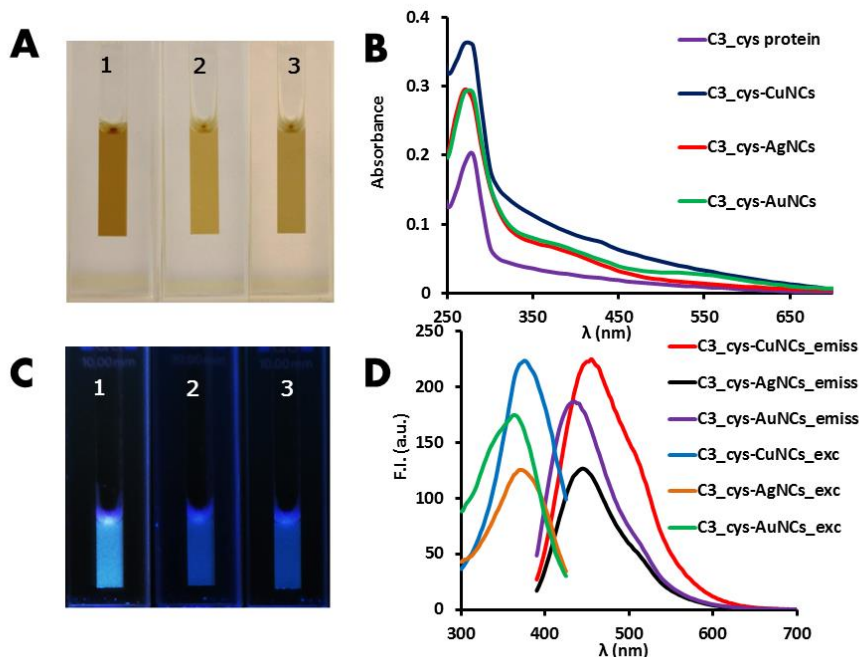 A
1 2 3
B
Absorbance
0.4
0.3
0.2
0.1
0
250 350 450 550 650
λ (nm)
C3_cys protein
C3_cys-CuNCs
C3_cys-AgNCs
C3_cys-AuNCs
C
10.00mm
1 2 3
D
F.I. (a.u.)
250
200
150
100
50
0
300 400 500 600 700
λ (nm)
C3_cys-CuNCs_emiss
C3_cys-AgNCs_emiss
C3_cys-AuNCs_emiss
C3_cys-CuNCs_exc
C3_cys-AgNCs_exc
C3_cys-AuNCs_exc